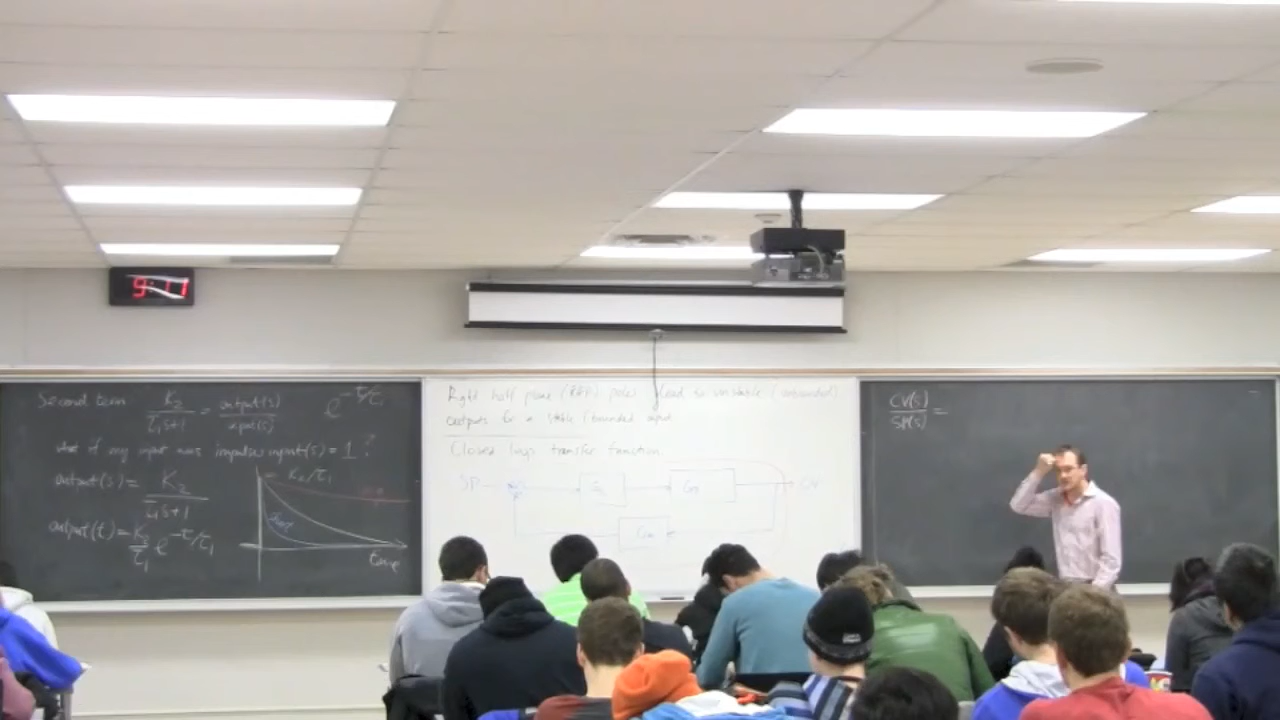 9:17
Second term K₂/(τ₁s+1) = output(s)/input(s) e^(-t/τ₁)
what if my input was impulse input(s) = 1 ?
output(s) = K₂/(τ₁s+1)
K₂/τ₁
output(t) = K₂/τ₁ e^(-t/τ₁)
time
Right half plane (RHP) poles lead to unstable (unbounded)
outputs for a stable / bounded input
Closed loop transfer function
SP
Gp
CV
CV(s)/SP(s) =